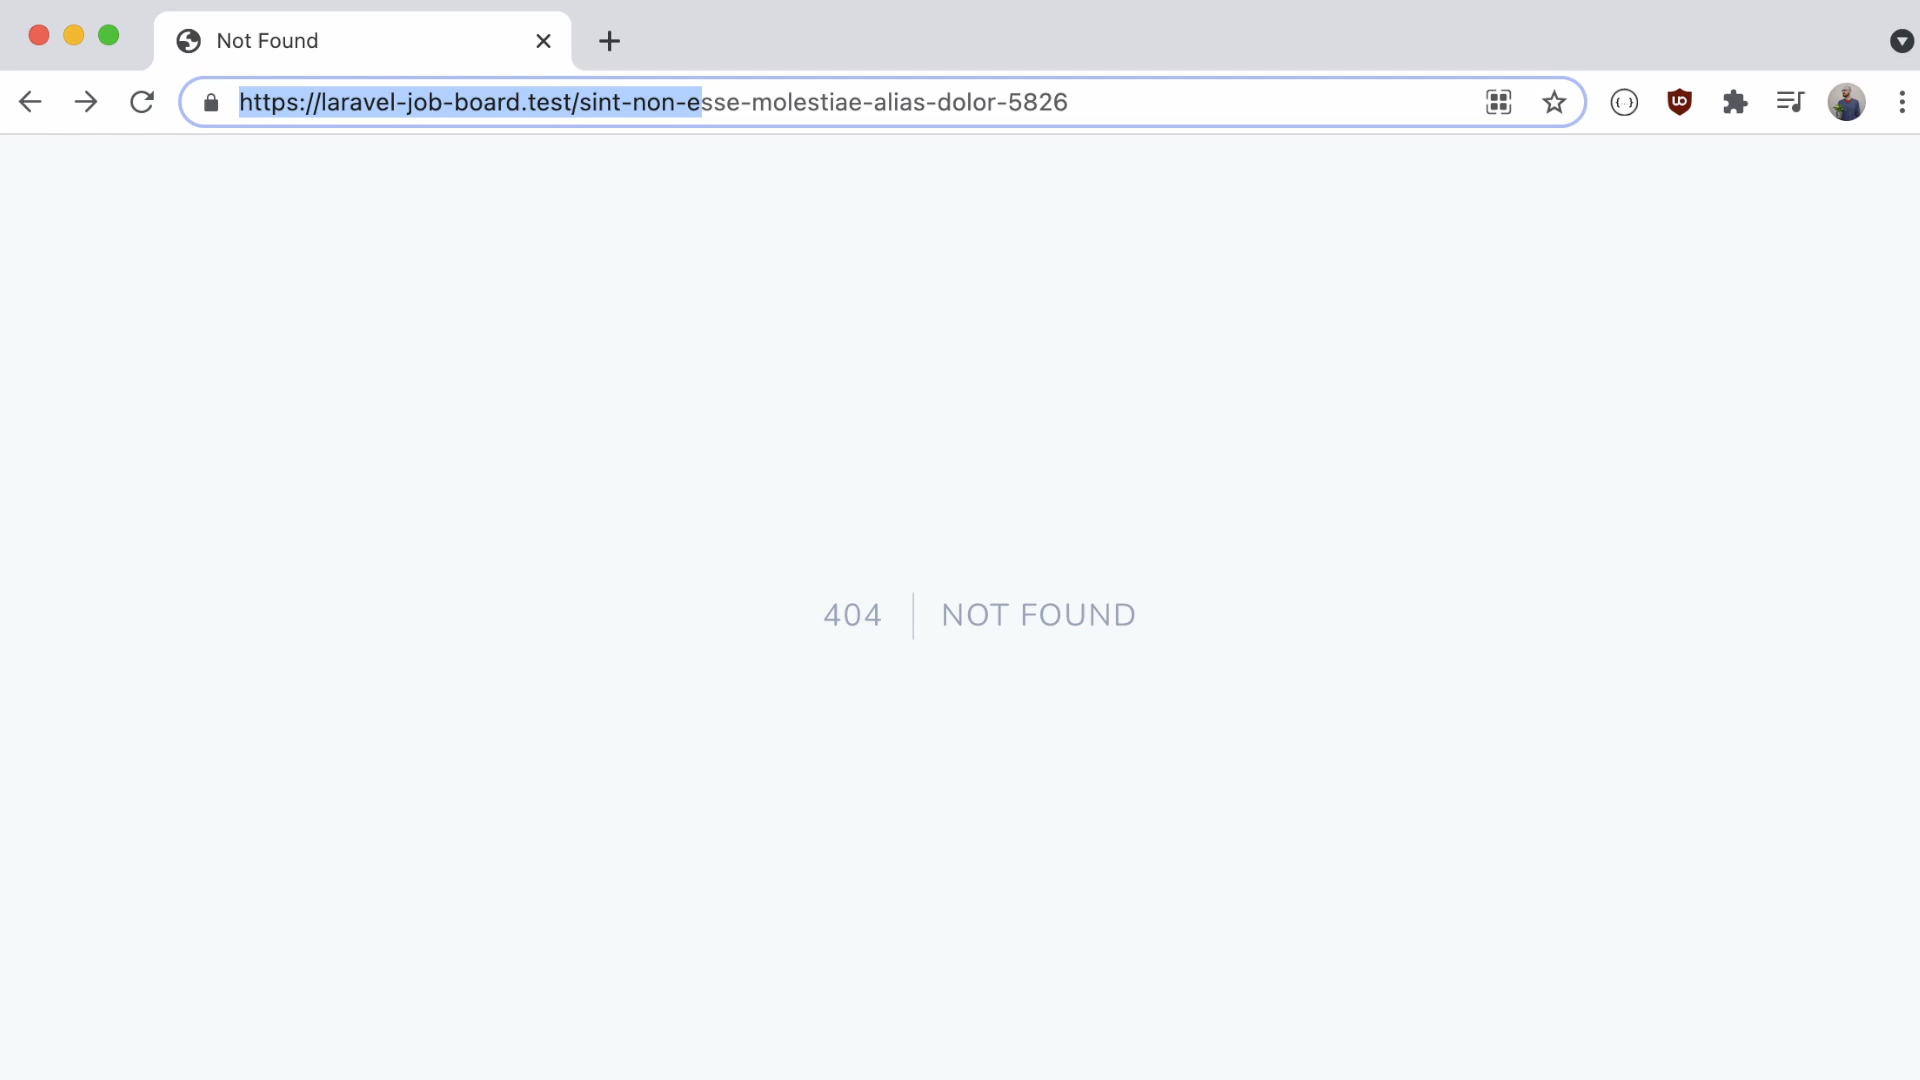 Not Found
https://laravel-job-board.test/sint-non-esse-molestiae-alias-dolor-5826
404 NOT FOUND